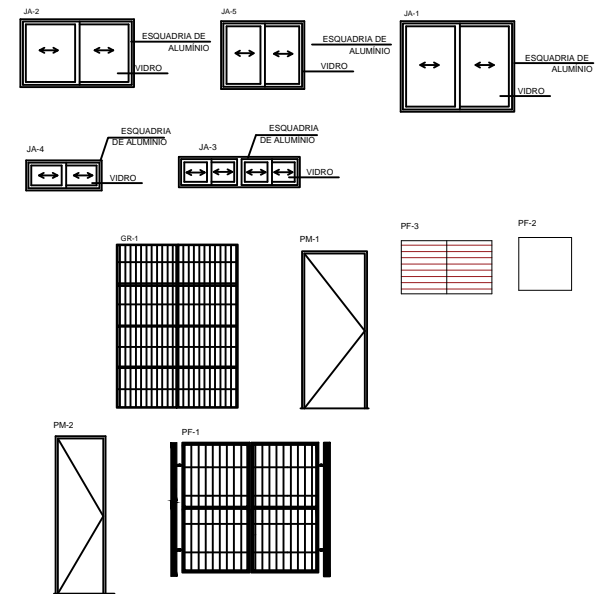 JA-2
ESQUADRIA DE
ALUMÍNIO
VIDRO
JA-5
ESQUADRIA DE
ALUMÍNIO
VIDRO
JA-1
ESQUADRIA DE
ALUMÍNIO
VIDRO
JA-4
ESQUADRIA
DE ALUMÍNIO
VIDRO
JA-3
ESQUADRIA
DE ALUMÍNIO
VIDRO
GR-1
PM-1
PF-3
PF-2
PM-2
PF-1